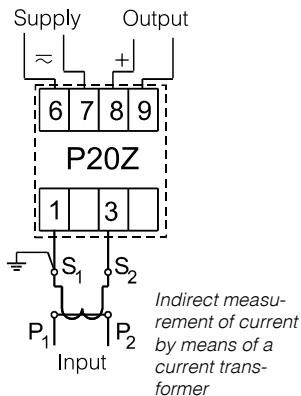 Supply Output
≂ +
6 7 8 9
P20Z
1 3
S1 S2
P1 P2
Input
Indirect measu-
rement of current
by means of a
current trans-
former